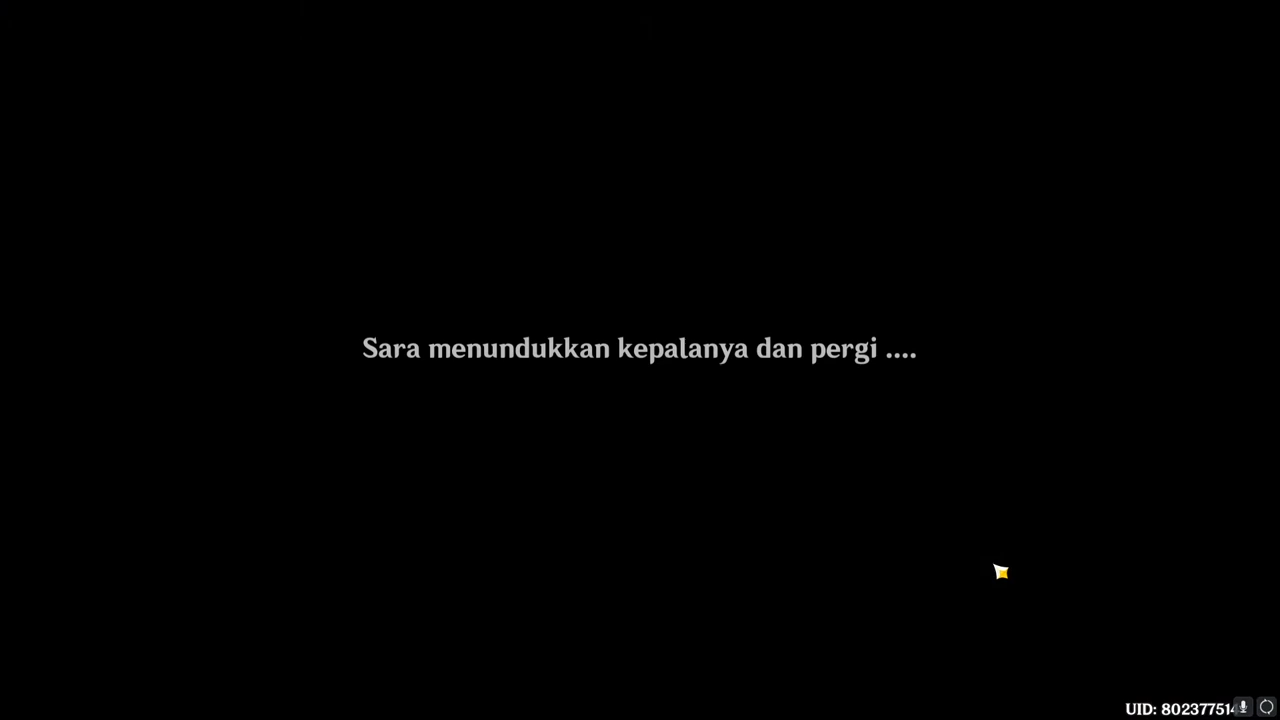 Sara menundukkan kepalanya dan pergi ....
UID: 80237751